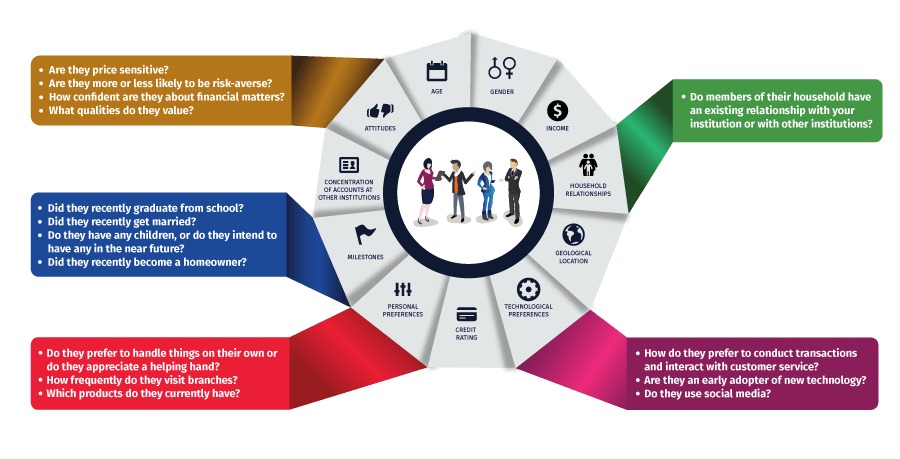 • Are they price sensitive?
• Are they more or less likely to be risk-averse?
• How confident are they about financial matters?
• What qualities do they value?
• Did they recently graduate from school?
• Did they recently get married?
• Do they have any children, or do they intend to
have any in the near future?
• Did they recently become a homeowner?
• Do they prefer to handle things on their own or
do they appreciate a helping hand?
• How frequently do they visit branches?
• Which products do they currently have?
AGE
GENDER
INCOME
HOUSEHOLD
RELATIONSHIPS
GEOLOGICAL
LOCATION
TECHNOLOGICAL
PREFERENCES
CREDIT
RATING
PERSONAL
PREFERENCES
MILESTONES
CONCENTRATION
OF ACCOUNTS AT
OTHER INSTITUTIONS
ATTITUDES
• Do members of their household have
an existing relationship with your
institution or with other institutions?
• How do they prefer to conduct transactions
and interact with customer service?
• Are they an early adopter of new technology?
• Do they use social media?